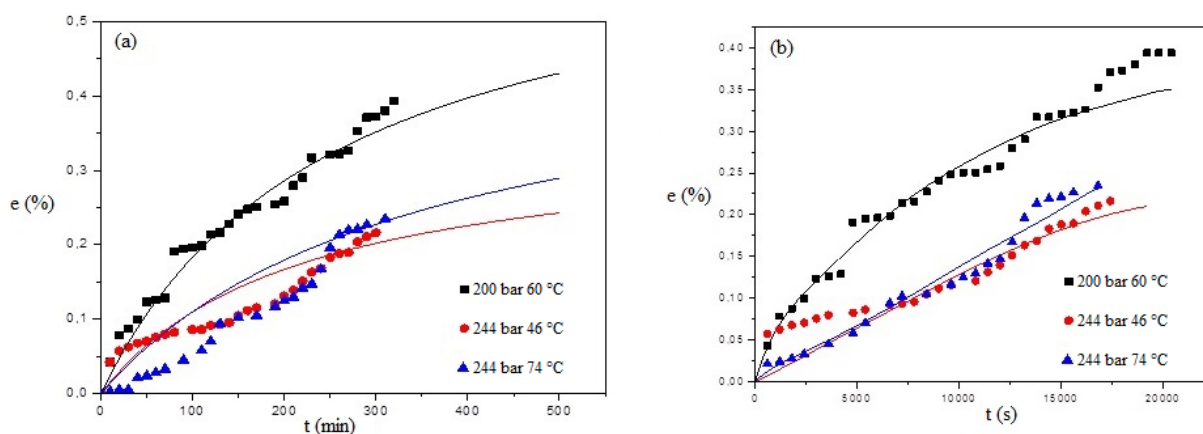 (a)
0,5
0,4
0,3
0,2
0,1
0,0
e (%)
200 bar 60 °C
244 bar 46 °C
244 bar 74 °C
0 100 200 300 400 500
t (min)
(b)
0.40
0.35
0.30
0.25
0.20
0.15
0.10
0.05
0.00
e (%)
200 bar 60 °C
244 bar 46 °C
244 bar 74 °C
0 5000 10000 15000 20000
t (s)